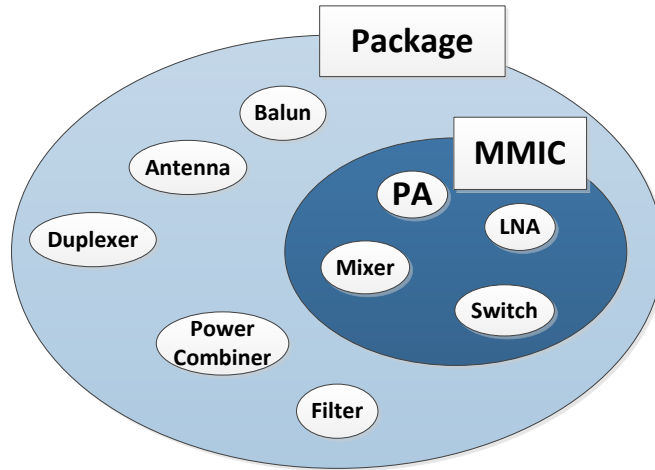 Package
Balun
MMIC
Antenna
PA
LNA
Duplexer
Mixer
Switch
Power
Combiner
Filter